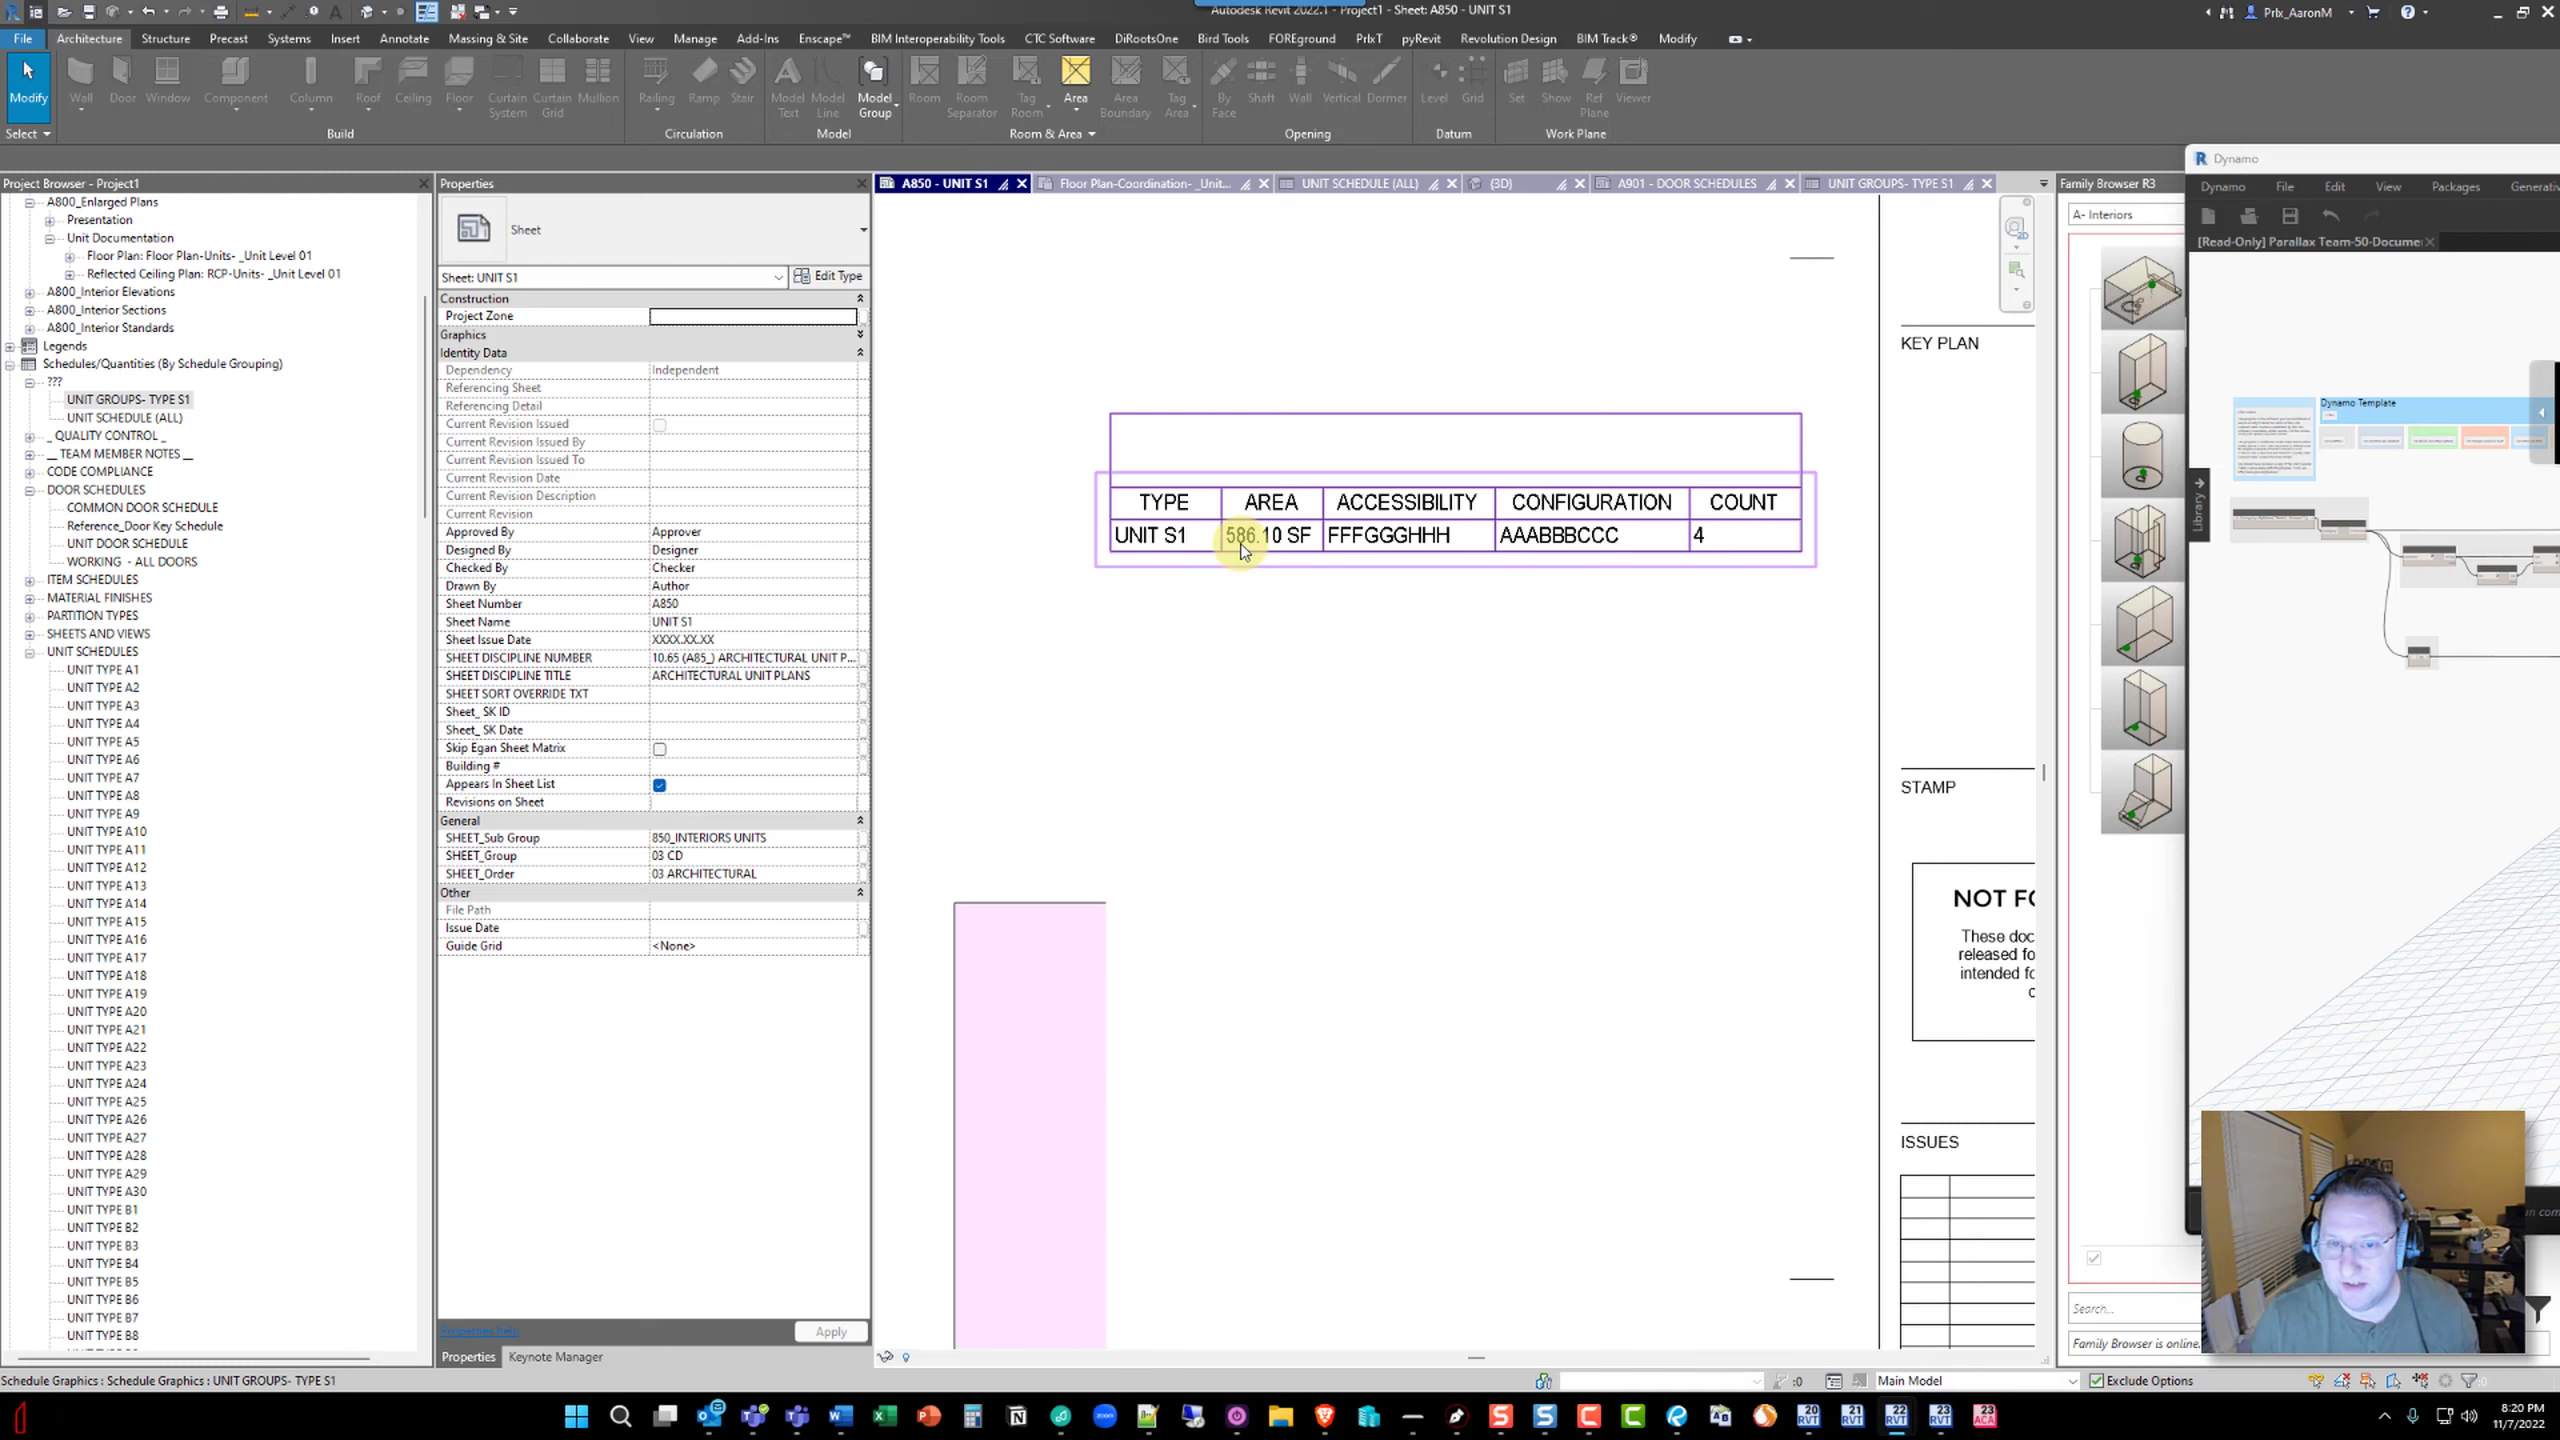 Autodesk Revit 2022.1 - Project1 - Sheet: A850 - UNIT S1
Prlx_AaronM
File Architecture Structure Precast Systems Insert Annotate Massing & Site Collaborate View Manage Add-Ins Enscape™ BIM Interoperability Tools CTC Software DiRootsOne Bird Tools FOREground PrlxT pyRevit Revolution Design BIM Track® Modify
Modify Wall Door Window Component Column Roof Ceiling Floor Curtain System Curtain Grid Mullion Railing Ramp Stair Model Text Model Line Model Group Room Room Separator Tag Room Area Area Boundary Tag Area By Face Shaft Wall Vertical Dormer Level Grid Set Show Ref Plane Viewer
Select Build Circulation Model Room & Area Opening Datum Work Plane
Project Browser - Project1
A800_Enlarged Plans
Presentation
Unit Documentation
Floor Plan: Floor Plan-Units- _Unit Level 01
Reflected Ceiling Plan: RCP-Units- _Unit Level 01
A800_Interior Elevations
A800_Interior Sections
A800_Interior Standards
Legends
Schedules/Quantities (By Schedule Grouping)
???
UNIT GROUPS- TYPE S1
UNIT SCHEDULE (ALL)
_ QUALITY CONTROL _
__ TEAM MEMBER NOTES __
CODE COMPLIANCE
DOOR SCHEDULES
COMMON DOOR SCHEDULE
Reference_Door Key Schedule
UNIT DOOR SCHEDULE
WORKING - ALL DOORS
ITEM SCHEDULES
MATERIAL FINISHES
PARTITION TYPES
SHEETS AND VIEWS
UNIT SCHEDULES
UNIT TYPE A1
UNIT TYPE A2
UNIT TYPE A3
UNIT TYPE A4
UNIT TYPE A5
UNIT TYPE A6
UNIT TYPE A7
UNIT TYPE A8
UNIT TYPE A9
UNIT TYPE A10
UNIT TYPE A11
UNIT TYPE A12
UNIT TYPE A13
UNIT TYPE A14
UNIT TYPE A15
UNIT TYPE A16
UNIT TYPE A17
UNIT TYPE A18
UNIT TYPE A19
UNIT TYPE A20
UNIT TYPE A21
UNIT TYPE A22
UNIT TYPE A23
UNIT TYPE A24
UNIT TYPE A25
UNIT TYPE A26
UNIT TYPE A27
UNIT TYPE A28
UNIT TYPE A29
UNIT TYPE A30
UNIT TYPE B1
UNIT TYPE B2
UNIT TYPE B3
UNIT TYPE B4
UNIT TYPE B5
UNIT TYPE B6
UNIT TYPE B7
UNIT TYPE B8
Properties
Sheet
Sheet: UNIT S1 Edit Type
Construction
Project Zone
Graphics
Identity Data
Dependency Independent
Referencing Sheet
Referencing Detail
Current Revision Issued
Current Revision Issued By
Current Revision Issued To
Current Revision Date
Current Revision Description
Current Revision
Approved By Approver
Designed By Designer
Checked By Checker
Drawn By Author
Sheet Number A850
Sheet Name UNIT S1
Sheet Issue Date XXXX.XX.XX
SHEET DISCIPLINE NUMBER 10.65 (A85_) ARCHITECTURAL UNIT P...
SHEET DISCIPLINE TITLE ARCHITECTURAL UNIT PLANS
SHEET SORT OVERRIDE TXT
Sheet_ SK ID
Sheet_ SK Date
Skip Egan Sheet Matrix
Building #
Appears In Sheet List
Revisions on Sheet
General
SHEET_Sub Group 850_INTERIORS UNITS
SHEET_Group 03 CD
SHEET_Order 03 ARCHITECTURAL
Other
File Path
Issue Date
Guide Grid <None>
Properties help Apply
Properties Keynote Manager
A850 - UNIT S1 Floor Plan-Coordination- _Unit... UNIT SCHEDULE (ALL) {3D} A901 - DOOR SCHEDULES UNIT GROUPS- TYPE S1
TYPE AREA ACCESSIBILITY CONFIGURATION COUNT
UNIT S1 586.10 SF FFFGGGHHH AAABBBCCC 4
2D
KEY PLAN
STAMP
NOT FO
These doc
released fo
intended fo
ISSUES
Family Browser R3
A- Interiors
Search...
Family Browser is online.
Dynamo
Dynamo File Edit View Packages Generativ
[Read-Only] Parallax Team-50-Docume...
Dynamo Template
Library
Schedule Graphics : Schedule Graphics : UNIT GROUPS- TYPE S1
:0 Main Model Exclude Options :0
20 RVT 21 RVT 22 RVT 23 RVT 23 ACA
8:20 PM
11/7/2022